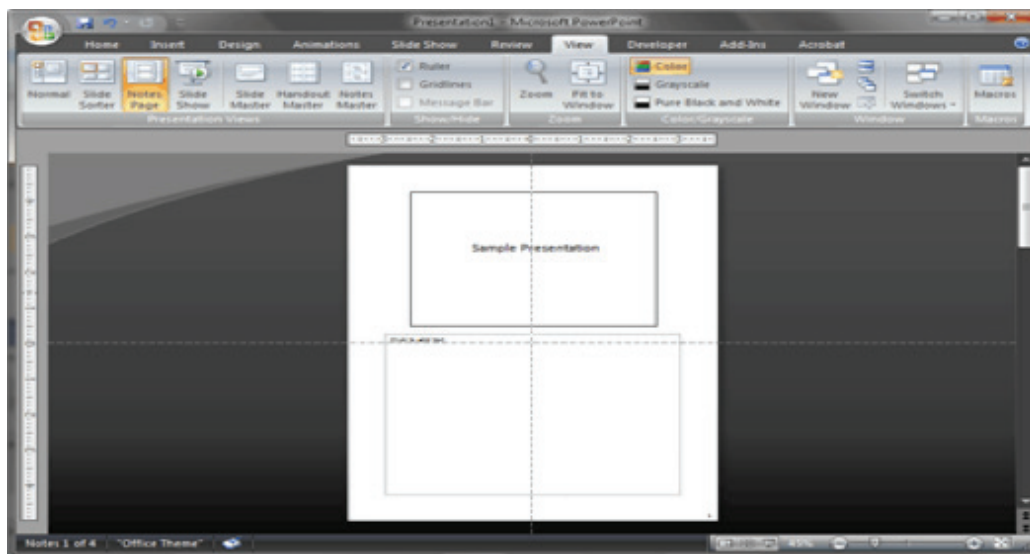 Presentation1 - Microsoft PowerPoint
Home Insert Design Animations Slide Show Review View Developer Add-Ins Acrobat
Normal Slide Sorter Notes Page Slide Show Slide Master Handout Master Notes Master
Ruler
Gridlines
Message Bar
Zoom Fit to Window
Color
Grayscale
Pure Black and White
New Window Switch Windows Macros
Presentation Views Show/Hide Zoom Color/Grayscale Window Macros
Sample Presentation
Notes 1 of 4 "Office Theme" 45%